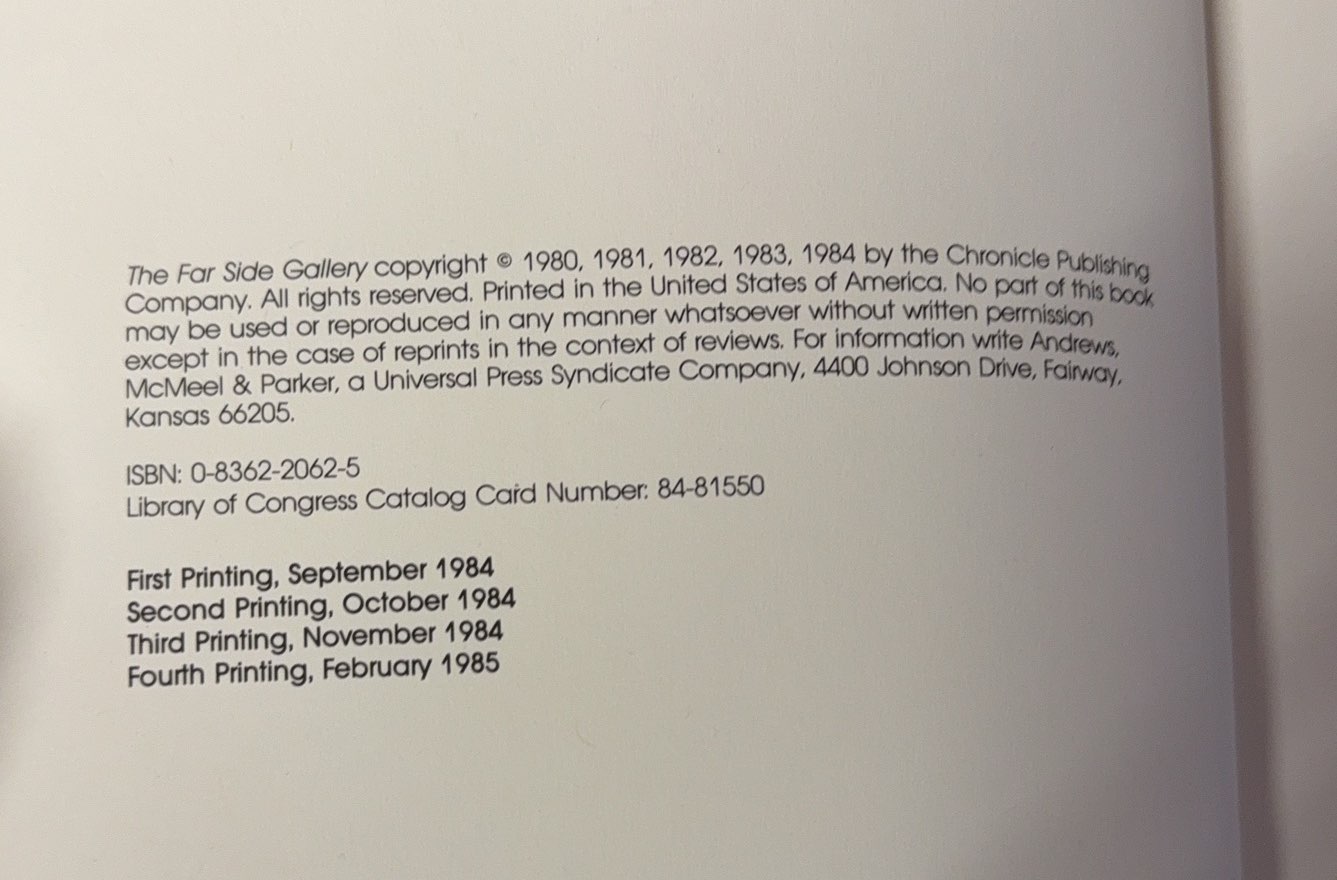 The Far Side Gallery copyright © 1980, 1981, 1982, 1983, 1984 by the Chronicle Publishing
Company. All rights reserved. Printed in the United States of America. No part of this book
may be used or reproduced in any manner whatsoever without written permission
except in the case of reprints in the context of reviews. For information write Andrews,
McMeel & Parker, a Universal Press Syndicate Company, 4400 Johnson Drive, Fairway,
Kansas 66205.
ISBN: 0-8362-2062-5
Library of Congress Catalog Card Number: 84-81550
First Printing, September 1984
Second Printing, October 1984
Third Printing, November 1984
Fourth Printing, February 1985